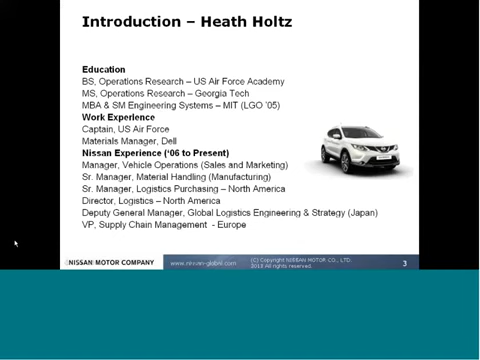 Introduction – Heath Holtz
Education
BS, Operations Research – US Air Force Academy
MS, Operations Research – Georgia Tech
MBA & SM Engineering Systems – MIT (LGO '05)
Work Experience
Captain, US Air Force
Materials Manager, Dell
Nissan Experience ('06 to Present)
Manager, Vehicle Operations (Sales and Marketing)
Sr. Manager, Material Handling (Manufacturing)
Sr. Manager, Logistics Purchasing – North America
Director, Logistics – North America
Deputy General Manager, Global Logistics Engineering & Strategy (Japan)
VP, Supply Chain Management  - Europe
NISSAN MOTOR COMPANY
www.nissan-global.com
(C) Copyright NISSAN MOTOR CO., LTD.
2013 All rights reserved.
3